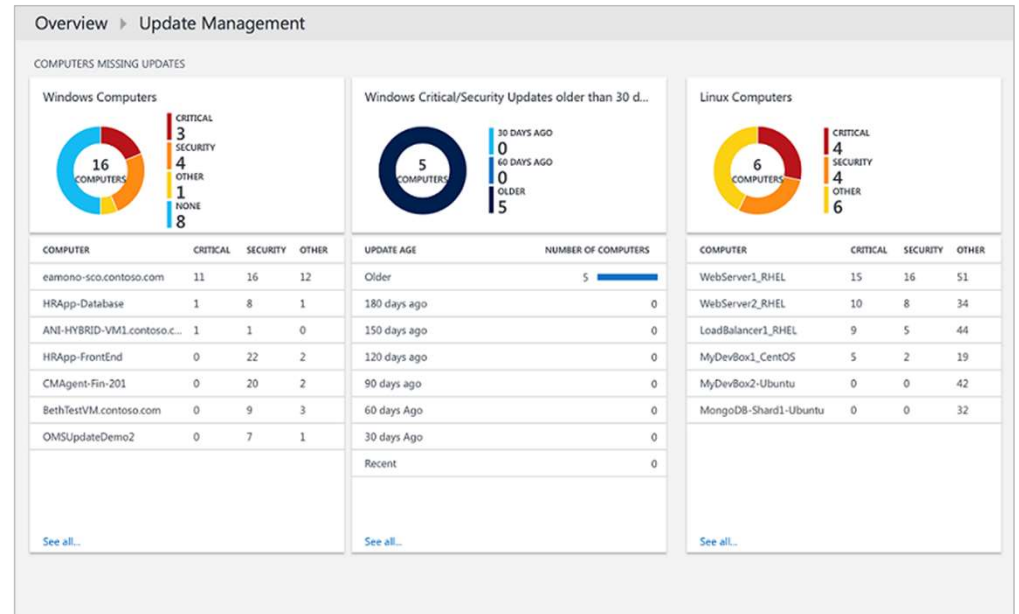 Overview ▶ Update Management
COMPUTERS MISSING UPDATES
Windows Computers
16
COMPUTERS
CRITICAL
3
SECURITY
4
OTHER
1
NONE
8
COMPUTER CRITICAL SECURITY OTHER
eamono-sco.contoso.com 11 16 12
HRApp-Database 1 8 1
ANI-HYBRID-VM1.contoso.c... 1 1 0
HRApp-FrontEnd 0 22 2
CMAgent-Fin-201 0 20 2
BethTestVM.contoso.com 0 9 3
OMSUpdateDemo2 0 7 1
See all...
Windows Critical/Security Updates older than 30 d...
5
COMPUTERS
30 DAYS AGO
0
60 DAYS AGO
0
OLDER
5
UPDATE AGE NUMBER OF COMPUTERS
Older 5
180 days ago 0
150 days ago 0
120 days ago 0
90 days ago 0
60 days Ago 0
30 days Ago 0
Recent 0
See all...
Linux Computers
6
COMPUTERS
CRITICAL
4
SECURITY
4
OTHER
6
COMPUTER CRITICAL SECURITY OTHER
WebServer1_RHEL 15 16 51
WebServer2_RHEL 10 8 34
LoadBalancer1_RHEL 9 5 44
MyDevBox1_CentOS 5 2 19
MyDevBox2-Ubuntu 0 0 42
MongoDB-Shard1-Ubuntu 0 0 32
See all...